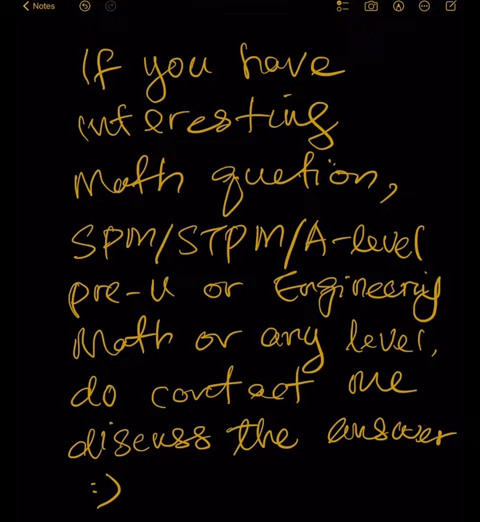 Notes
If you have
interesting
Math quetion,
SPM/STPM/A-level
pre-U or Engineering
Math or any level,
do contact me
discuss the answer
:)